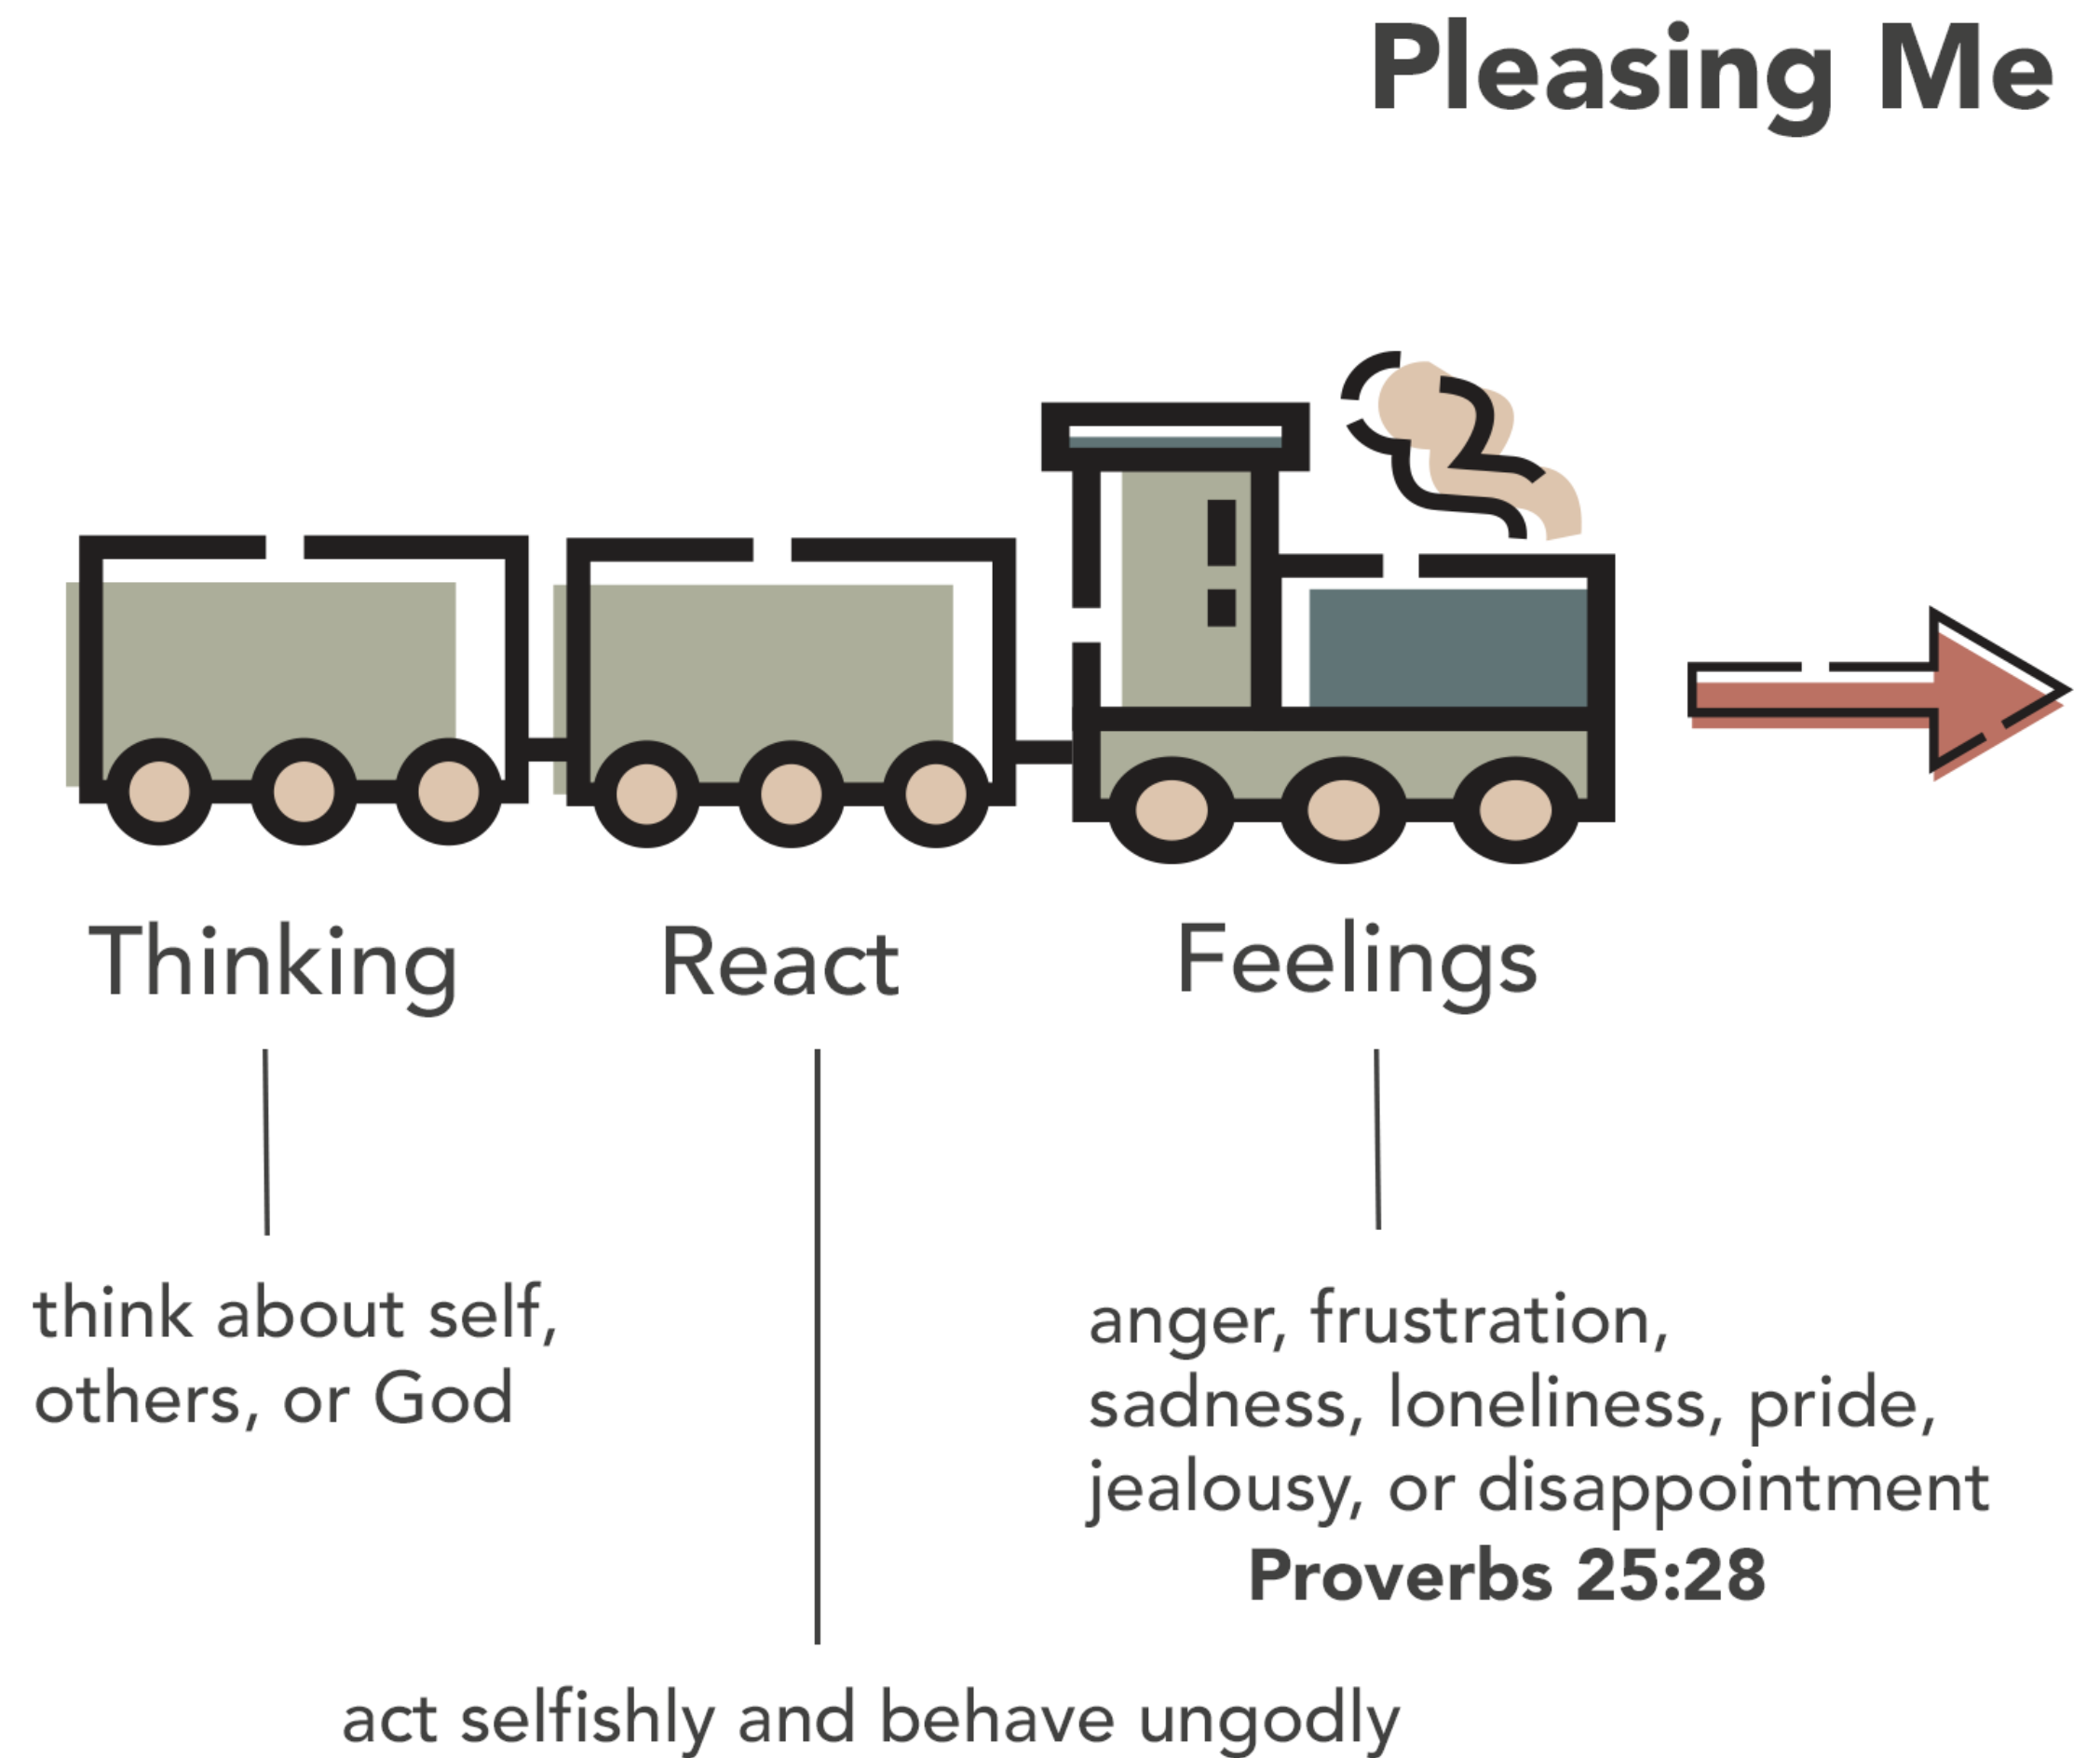 Pleasing Me
Thinking
React
Feelings
think about self,
others, or God
anger, frustration,
sadness, loneliness, pride,
jealousy, or disappointment
Proverbs 25:28
act selfishly and behave ungodly